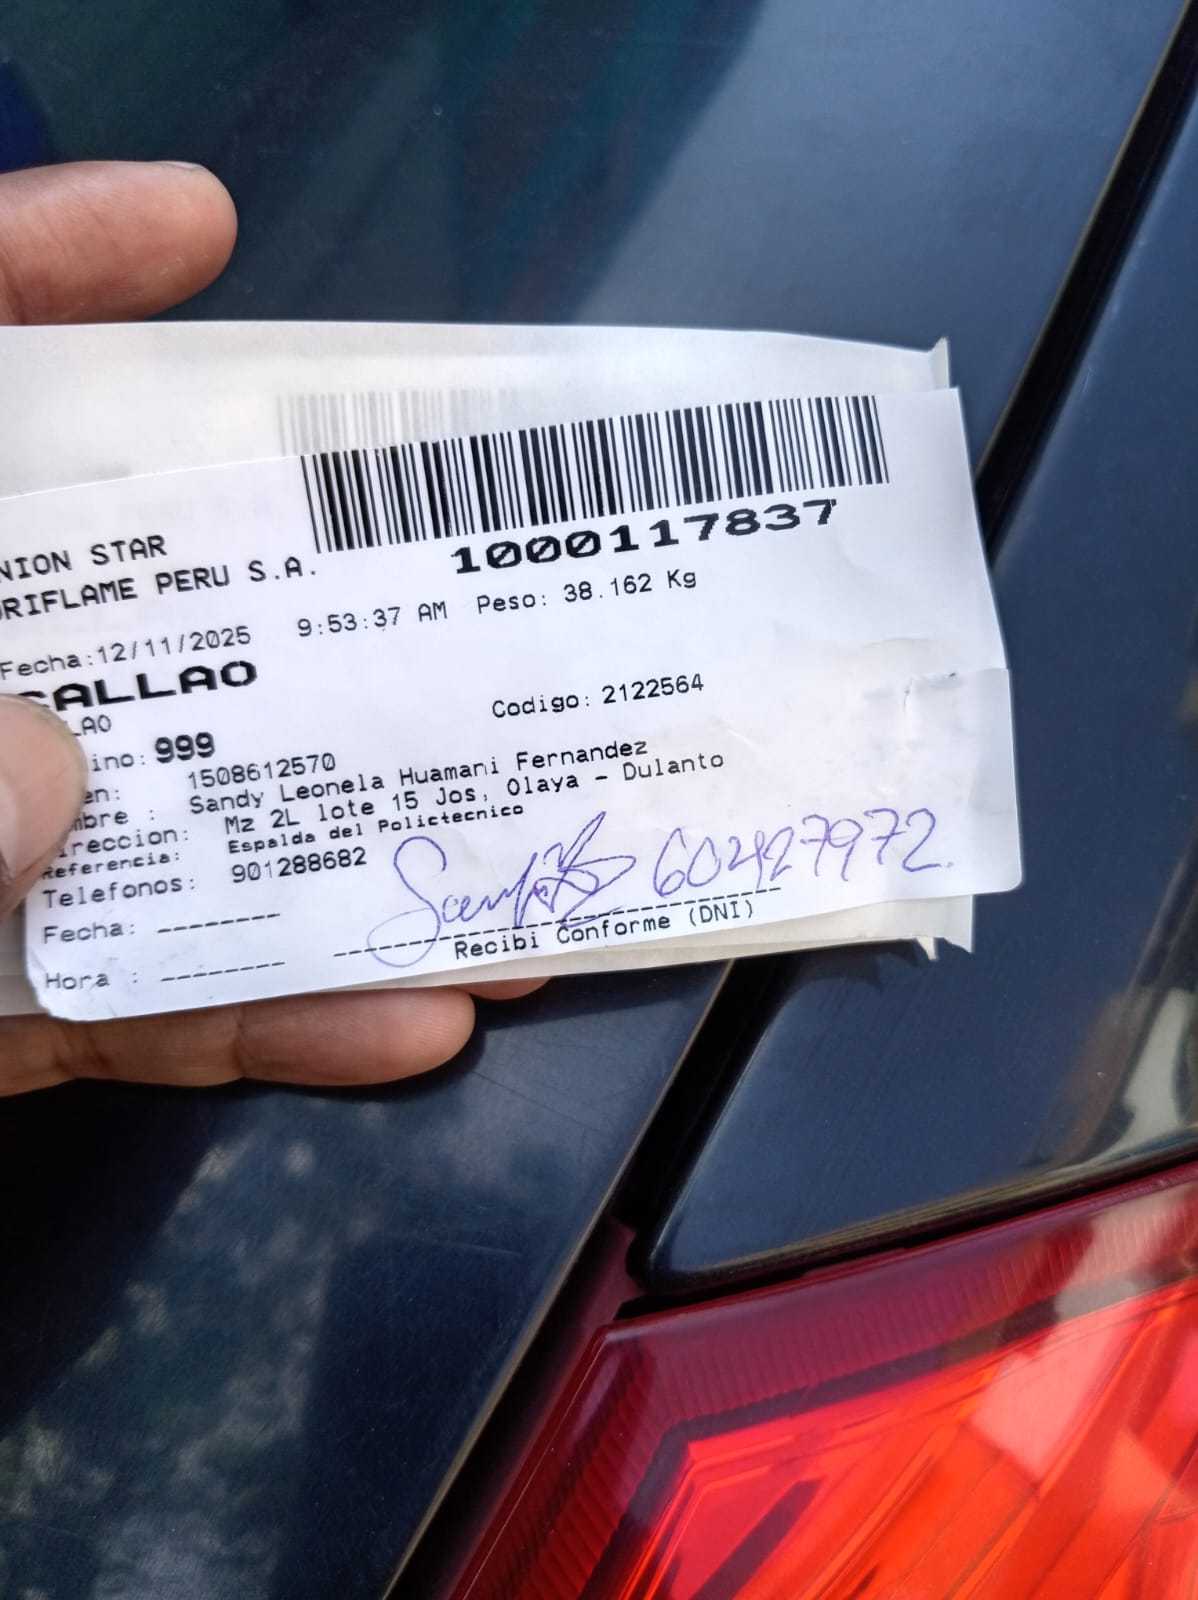 1000117837
NION STAR
ORIFLAME PERU S.A.
Fecha:12/11/2025 9:53:37 AM Peso: 38.162 Kg
CALLAO
LAO
Codigo: 2122564
ino: 999
en: 1508612570
mbre : Sandy Leonela Huamani Fernandez
ireccion: Mz 2L lote 15 Jos, Olaya - Dulanto
Referencia: Espalda del Politecnico
Telefonos: 901288682
60427972.
Fecha: --------
Recibi Conforme (DNI)
Hora : --------